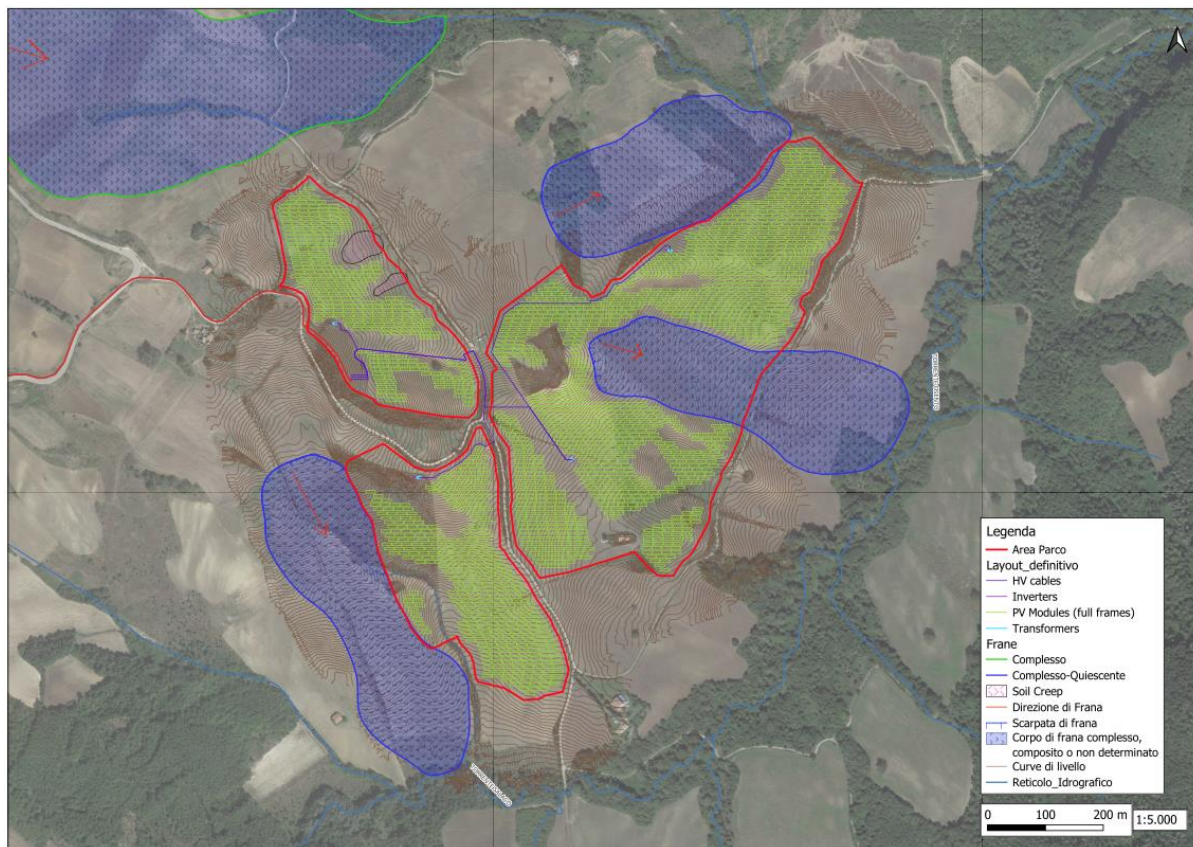 Legenda
Area Parco
Layout_definitivo
HV cables
Inverters
PV Modules (full frames)
Transformers
Frane
Complesso
Complesso-Quiescente
Soil Creep
Direzione di Frana
Scarpata di frana
Corpo di frana complesso,
composito o non determinato
Curve di livello
Reticolo_Idrografico
0 100 200 m
1:5.000